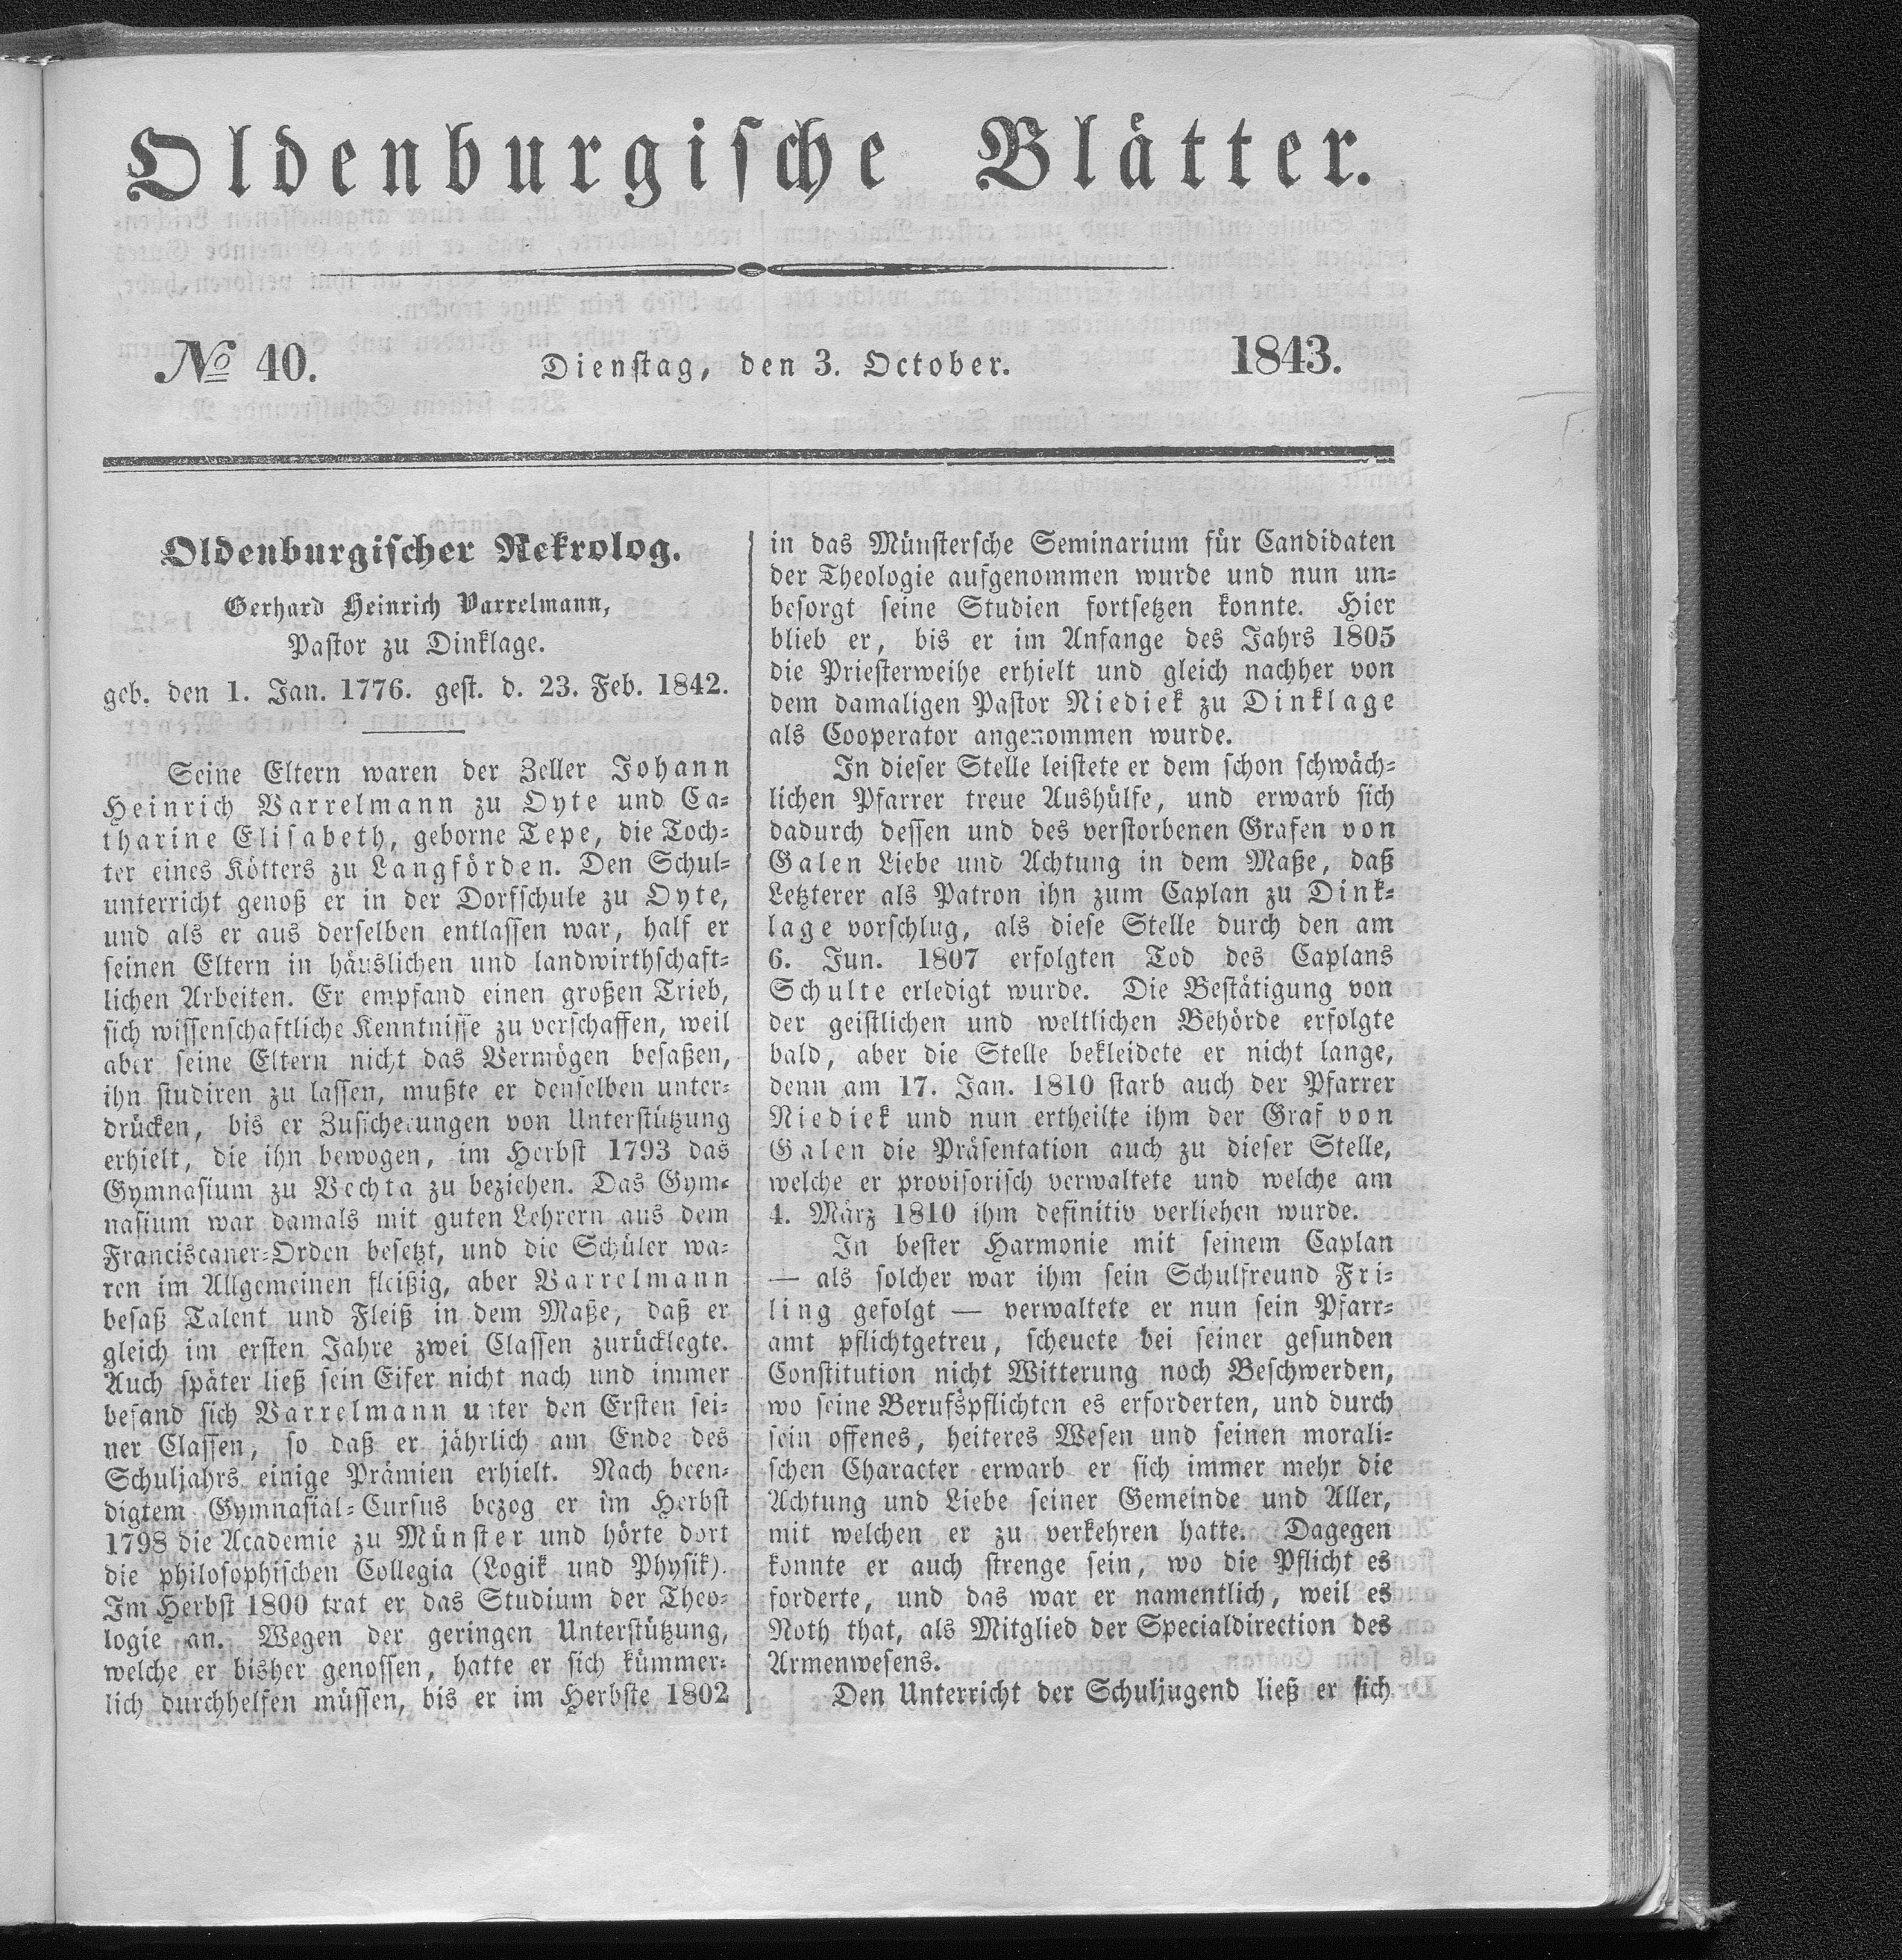 Oldenburgische Blätter.
№ 40. Dienstag, den 3. October. 1843.
Oldenburgischer Nekrolog.
Gerhard Heinrich Varrelmann,
Pastor zu Dinklage.
geb. den 1. Jan. 1776. gest. d. 23. Feb. 1842.
Seine Eltern waren der Zeller Johann
Heinrich Varrelmann zu Oyte und Ca-
tharine Elisabeth, geborne Tepe, die Toch-
ter eines Kötters zu Langförden. Den Schul-
unterricht genoß er in der Dorfschule zu Oyte,
und als er aus derselben entlassen war, half er
seinen Eltern in häuslichen und landwirthschaft-
lichen Arbeiten. Er empfand einen großen Trieb,
sich wissenschaftliche Kenntnisse zu verschaffen, weil
aber seine Eltern nicht das Vermögen besaßen,
ihn studiren zu lassen, mußte er denselben unter-
drücken, bis er Zusicherungen von Unterstützung
erhielt, die ihn bewogen, im Herbst 1793 das
Gymnasium zu Vechta zu beziehen. Das Gym-
nasium war damals mit guten Lehrern aus dem
Franciscaner-Orden besetzt, und die Schüler wa-
ren im Allgemeinen fleißig, aber Varrelmann
besaß Talent und Fleiß in dem Maße, daß er
gleich im ersten Jahre zwei Classen zurücklegte.
Auch später ließ sein Eifer nicht nach und immer
befand sich Varrelmann unter den Ersten sei-
ner Classen, so daß er jährlich am Ende des
Schuljahrs einige Prämien erhielt. Nach been-
digtem Gymnasial-Cursus bezog er im Herbst
1798 die Academie zu Münster und hörte dort
die philosophischen Collegia (Logik und Physik).
Im Herbst 1800 trat er das Studium der Theo-
logie an. Wegen der geringen Unterstützung,
welche er bisher genossen, hatte er sich kümmer-
lich durchhelfen müssen, bis er im Herbste 1802
in das Münstersche Seminarium für Candidaten
der Theologie aufgenommen wurde und nun un-
besorgt seine Studien fortsetzen konnte. Hier
blieb er, bis er im Anfange des Jahrs 1805
die Priesterweihe erhielt und gleich nachher von
dem damaligen Pastor Niediek zu Dinklage
als Cooperator angenommen wurde.
In dieser Stelle leistete er dem schon schwäch-
lichen Pfarrer treue Aushülfe, und erwarb sich
dadurch dessen und des verstorbenen Grafen von
Galen Liebe und Achtung in dem Maße, daß
Letzterer als Patron ihn zum Caplan zu Dink-
lage vorschlug, als diese Stelle durch den am
6. Jun. 1807 erfolgten Tod des Caplans
Schulte erledigt wurde. Die Bestätigung von
der geistlichen und weltlichen Behörde erfolgte
bald, aber die Stelle bekleidete er nicht lange,
denn am 17. Jan. 1810 starb auch der Pfarrer
Niediek und nun ertheilte ihm der Graf von
Galen die Präsentation auch zu dieser Stelle,
welche er provisorisch verwaltete und welche am
4. März 1810 ihm definitiv verliehen wurde.
In bester Harmonie mit seinem Caplan
— als solcher war ihm sein Schulfreund Fri-
ling gefolgt — verwaltete er nun sein Pfarr-
amt pflichtgetreu, scheuete bei seiner gesunden
Constitution nicht Witterung noch Beschwerden,
wo seine Berufspflichten es erforderten, und durch
sein offenes, heiteres Wesen und seinen morali-
schen Character erwarb er sich immer mehr die
Achtung und Liebe seiner Gemeinde und Aller,
mit welchen er zu verkehren hatte. Dagegen
konnte er auch strenge sein, wo die Pflicht es
forderte, und das war er namentlich, weil es
Noth that, als Mitglied der Specialdirection des
Armenwesens.
Den Unterricht der Schuljugend ließ er sich